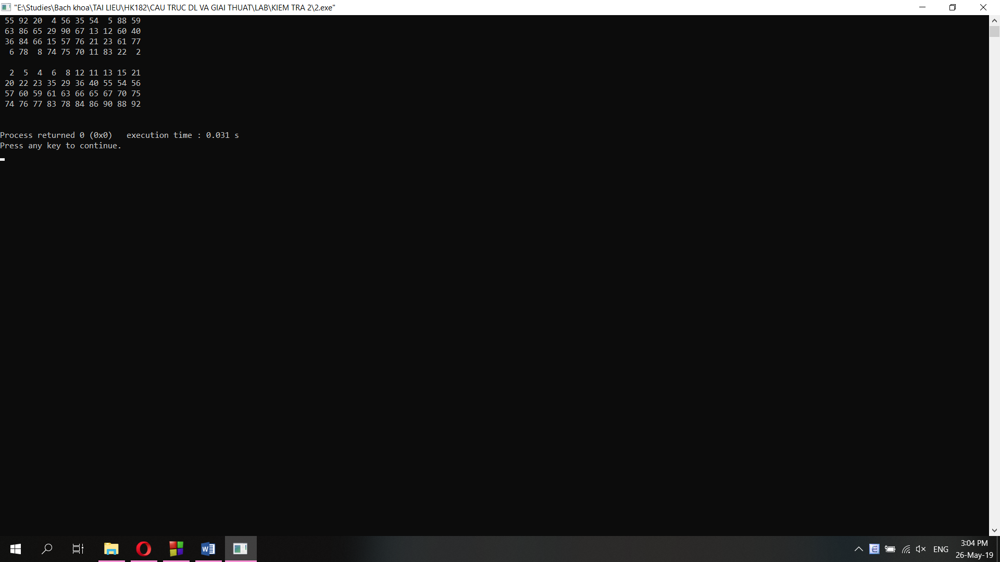 "E:\Studies\Bach khoa\TAI LIEU\HK182\CAU TRUC DL VA GIAI THUAT\LAB\KIEM TRA 2\2.exe"
55 92 20  4 56 35 54  5 88 59
63 86 65 29 90 67 13 12 60 40
36 84 66 15 57 76 21 23 61 77
 6 78  8 74 75 70 11 83 22  2
 2  5  4  6  8 12 11 13 15 21
20 22 23 35 29 36 40 55 54 56
57 60 59 61 63 66 65 67 70 75
74 76 77 83 78 84 86 90 88 92
Process returned 0 (0x0)   execution time : 0.031 s
Press any key to continue.
ENG
3:04 PM
26-May-19